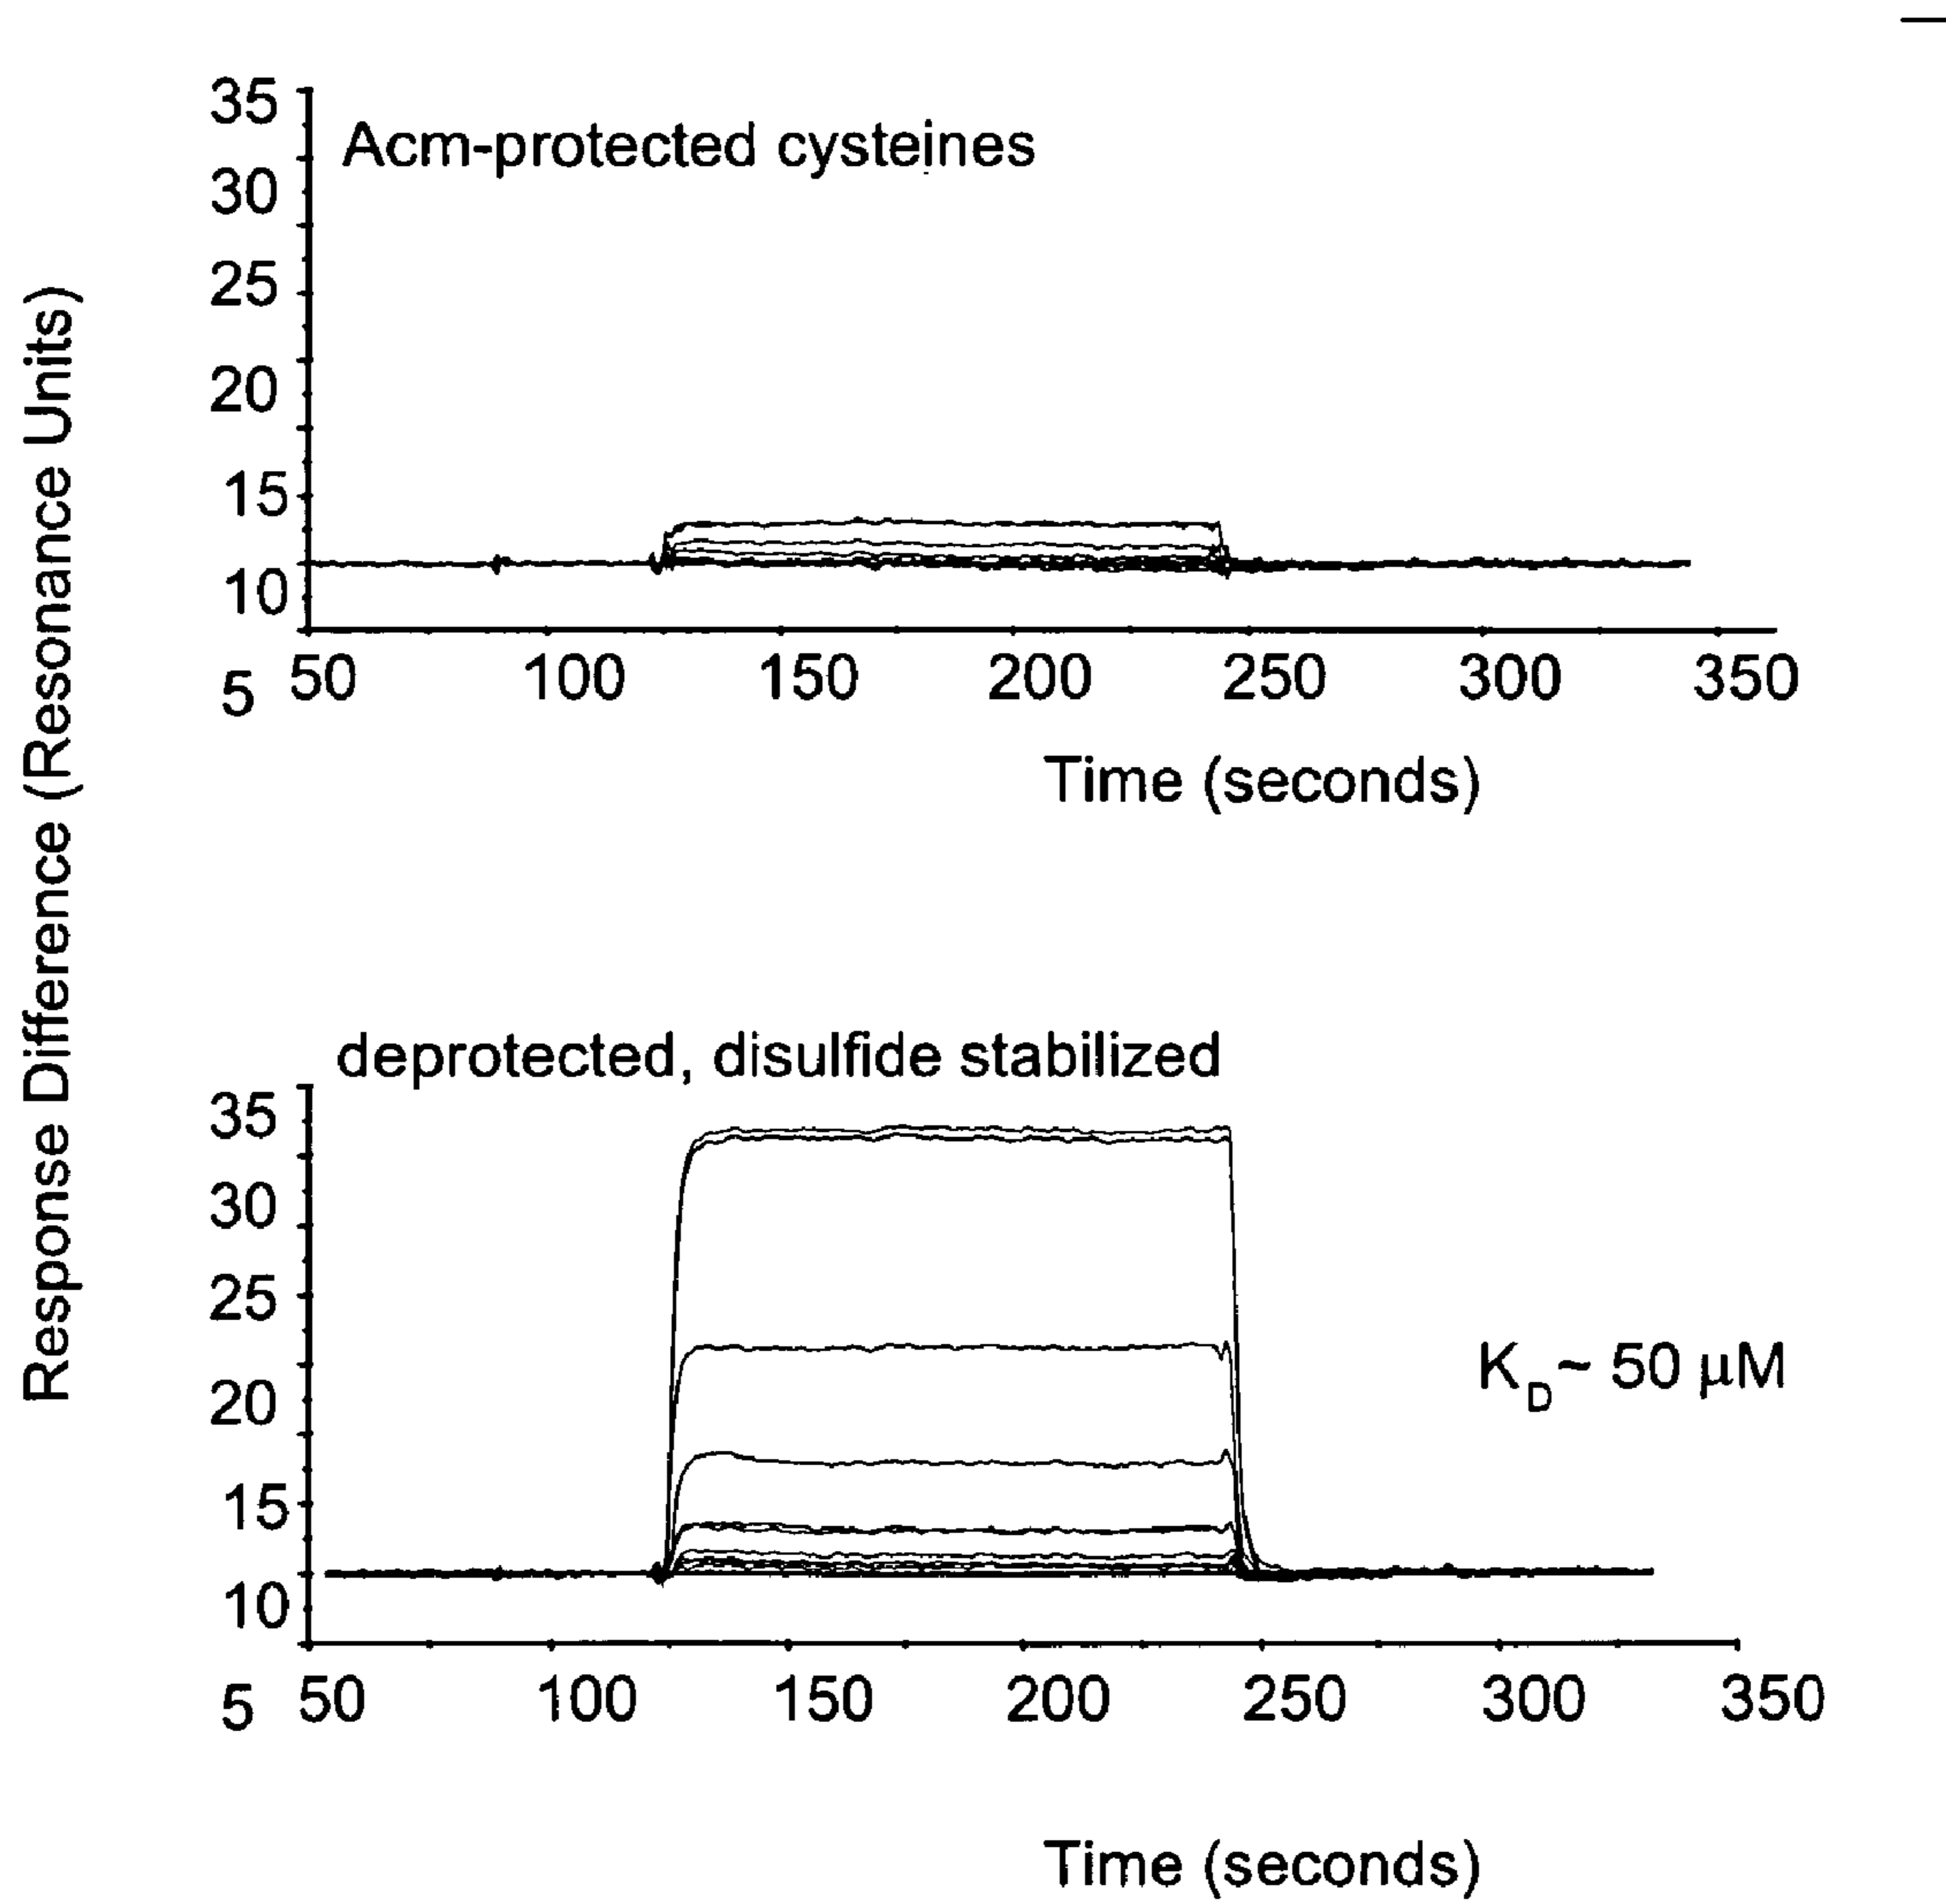 Response Difference (Resonance Units)
Acm-protected cysteines
35
30
25
20
15
10
5
50 100 150 200 250 300 350
Time (seconds)
deprotected, disulfide stabilized
35
30
25
20
15
10
5
50 100 150 200 250 300 350
K_D ~ 50 μM
Time (seconds)